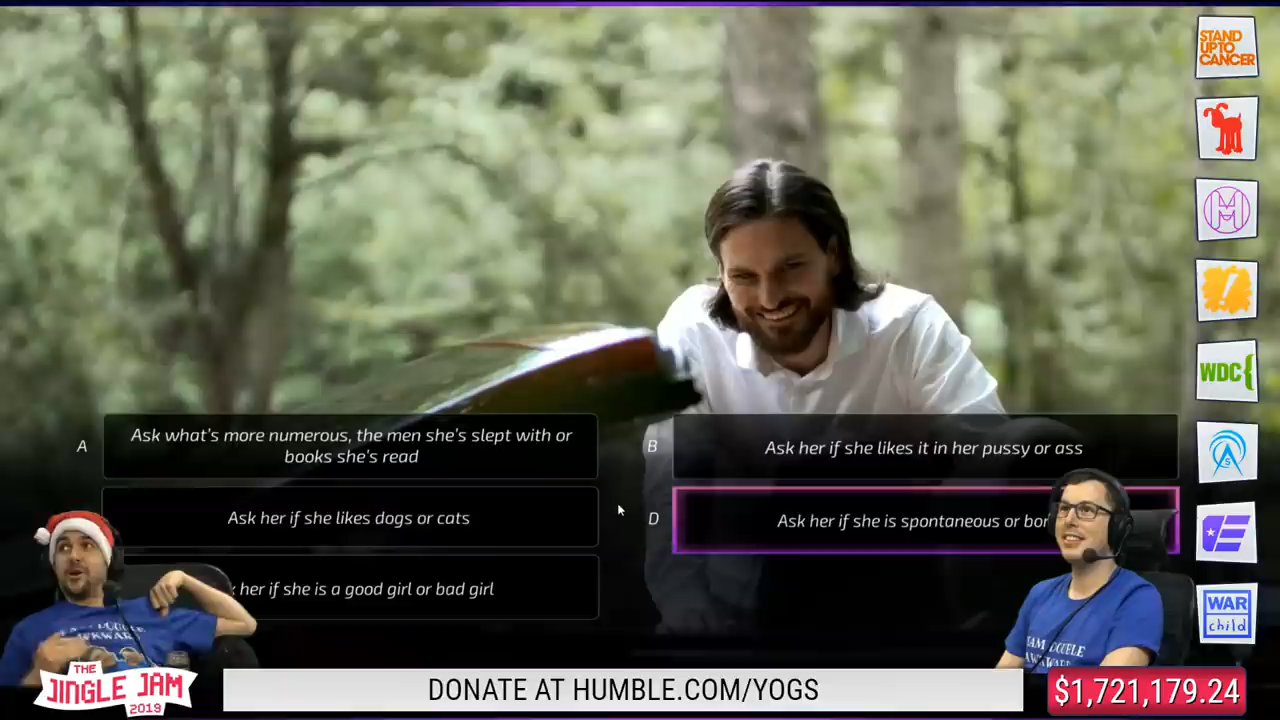 STAND
UP TO
CANCER
A
Ask what's more numerous, the men she's slept with or
books she's read
B
Ask her if she likes it in her pussy or ass
WDC
Ask her if she likes dogs or cats
D
Ask her if she is spontaneous or
her if she is a good girl or bad girl
WAR
child
THE
JINGLE JAM
2019
DONATE AT HUMBLE.COM/YOGS
$1,721,179.24